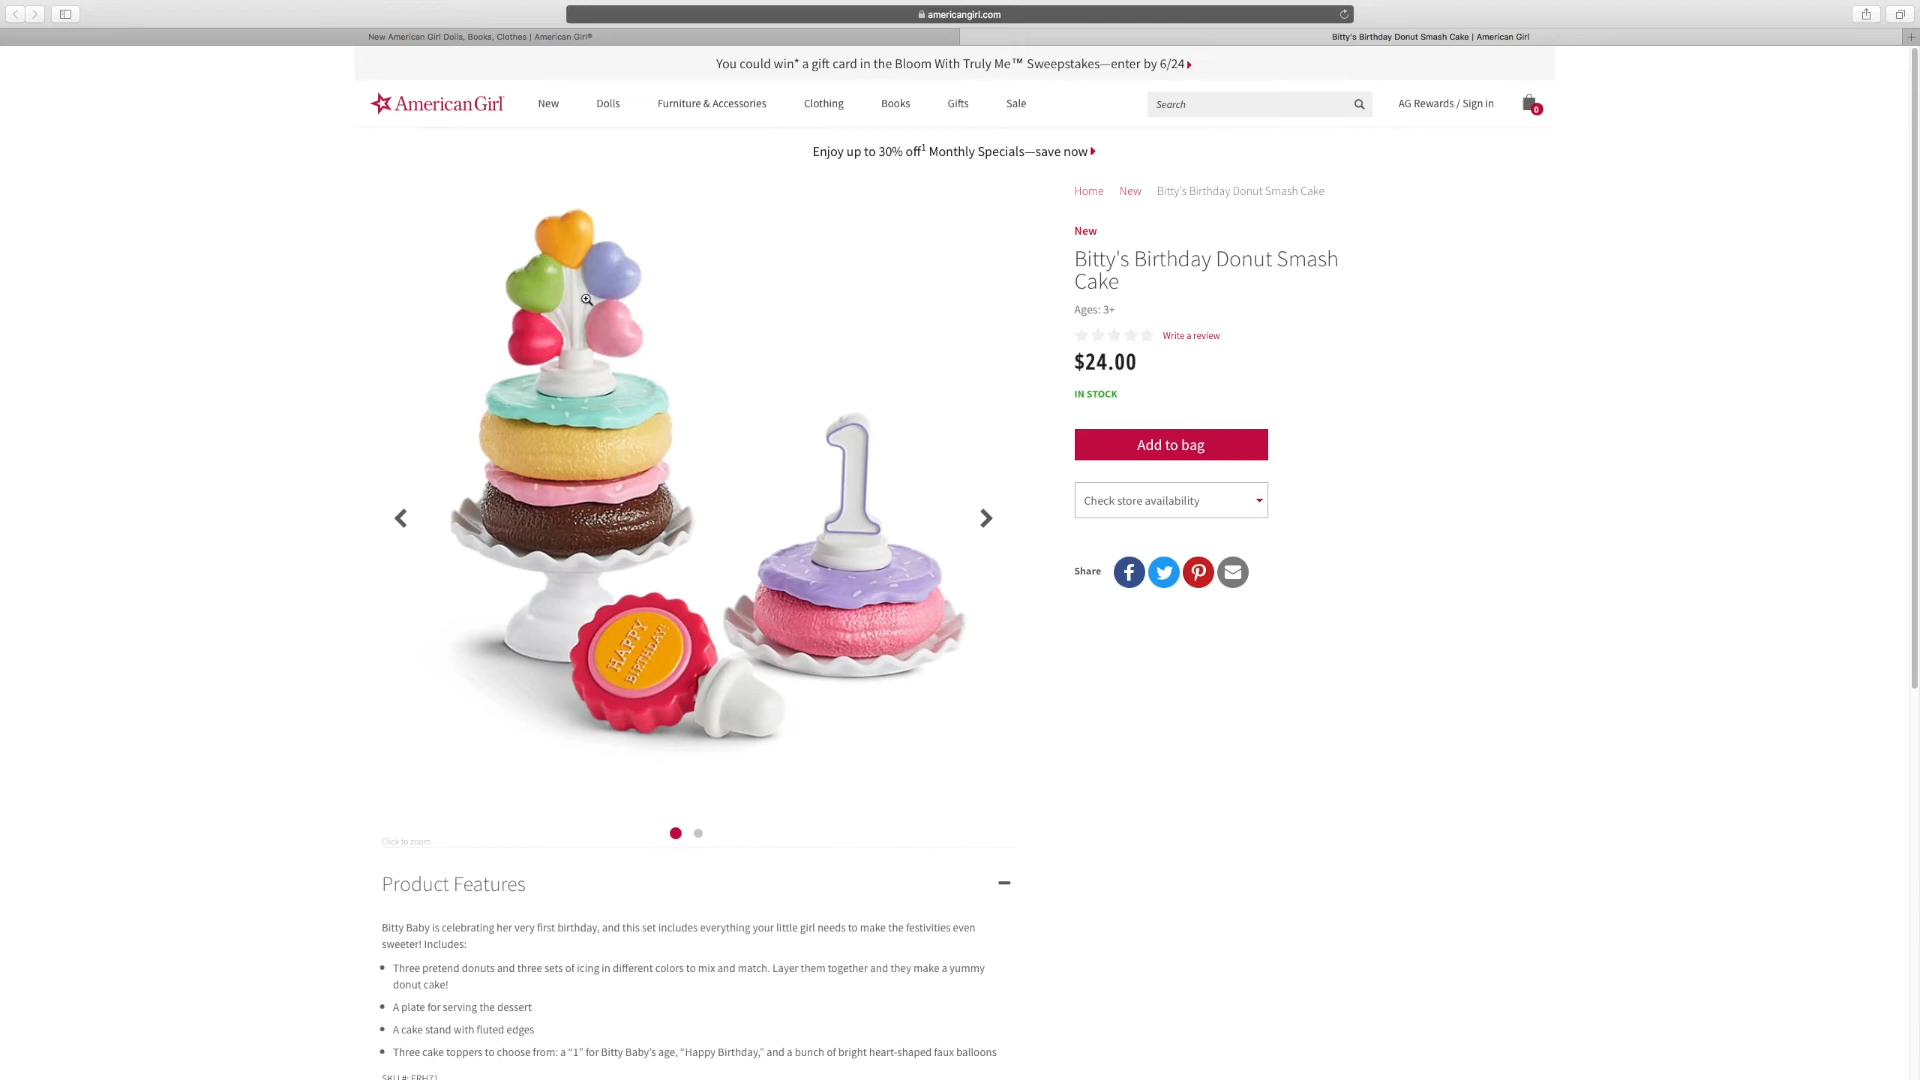 americangirl.com
New American Girl Dolls, Books, Clothes | American Girl®
Bitty's Birthday Donut Smash Cake | American Girl
You could win* a gift card in the Bloom With Truly Me™ Sweepstakes—enter by 6/24
American Girl
New
Dolls
Furniture & Accessories
Clothing
Books
Gifts
Sale
Search
AG Rewards / Sign in
0
Enjoy up to 30% off¹ Monthly Specials—save now
Home
New
Bitty's Birthday Donut Smash Cake
New
Bitty's Birthday Donut Smash
Cake
Ages: 3+
Write a review
$24.00
IN STOCK
Add to bag
Check store availability
Share
1
HAPPY
BIRTHDAY!
Click to zoom
Product Features
Bitty Baby is celebrating her very first birthday, and this set includes everything your little girl needs to make the festivities even
sweeter! Includes:
Three pretend donuts and three sets of icing in different colors to mix and match. Layer them together and they make a yummy
donut cake!
A plate for serving the dessert
A cake stand with fluted edges
Three cake toppers to choose from: a "1" for Bitty Baby's age, "Happy Birthday," and a bunch of bright heart-shaped faux balloons
SKU #: